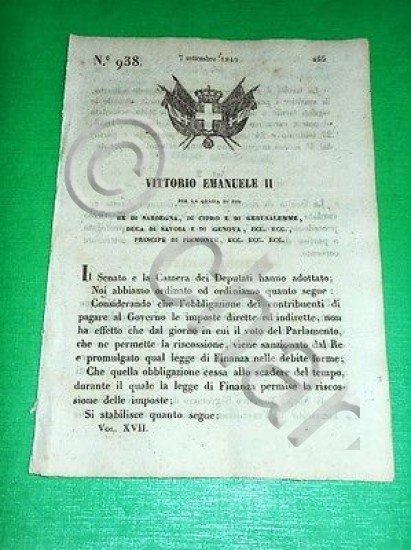 N.º 938.
7 settembre 1849
VITTORIO EMANUELE II
PER LA GRAZIA DI DIO
RE DI SARDEGNA, DI CIPRO E DI GERUSALEMME,
DUCA DI SAVOIA E DI GENOVA, ECC. ECC.,
PRINCIPE DI PIEMONTE, ECC. ECC. ECC.
Il Senato e la Camera dei Deputati hanno adottato;
Noi abbiamo ordinato ed ordiniamo quanto segue:
Considerando che l'obbligazione dei contribuenti di
pagare al Governo le imposte dirette ed indirette, non
ha effetto che dal giorno in cui il voto del Parlamento,
che ne permette la riscossione, viene sanzionato dal Re
e promulgato qual legge di Finanza nelle debite forme;
Che quella obbligazione cessa allo scadere del tempo,
durante il quale la legge di Finanza permise la riscos-
sione delle imposte;
Si stabilisce quanto segue:
Vol. XVII.